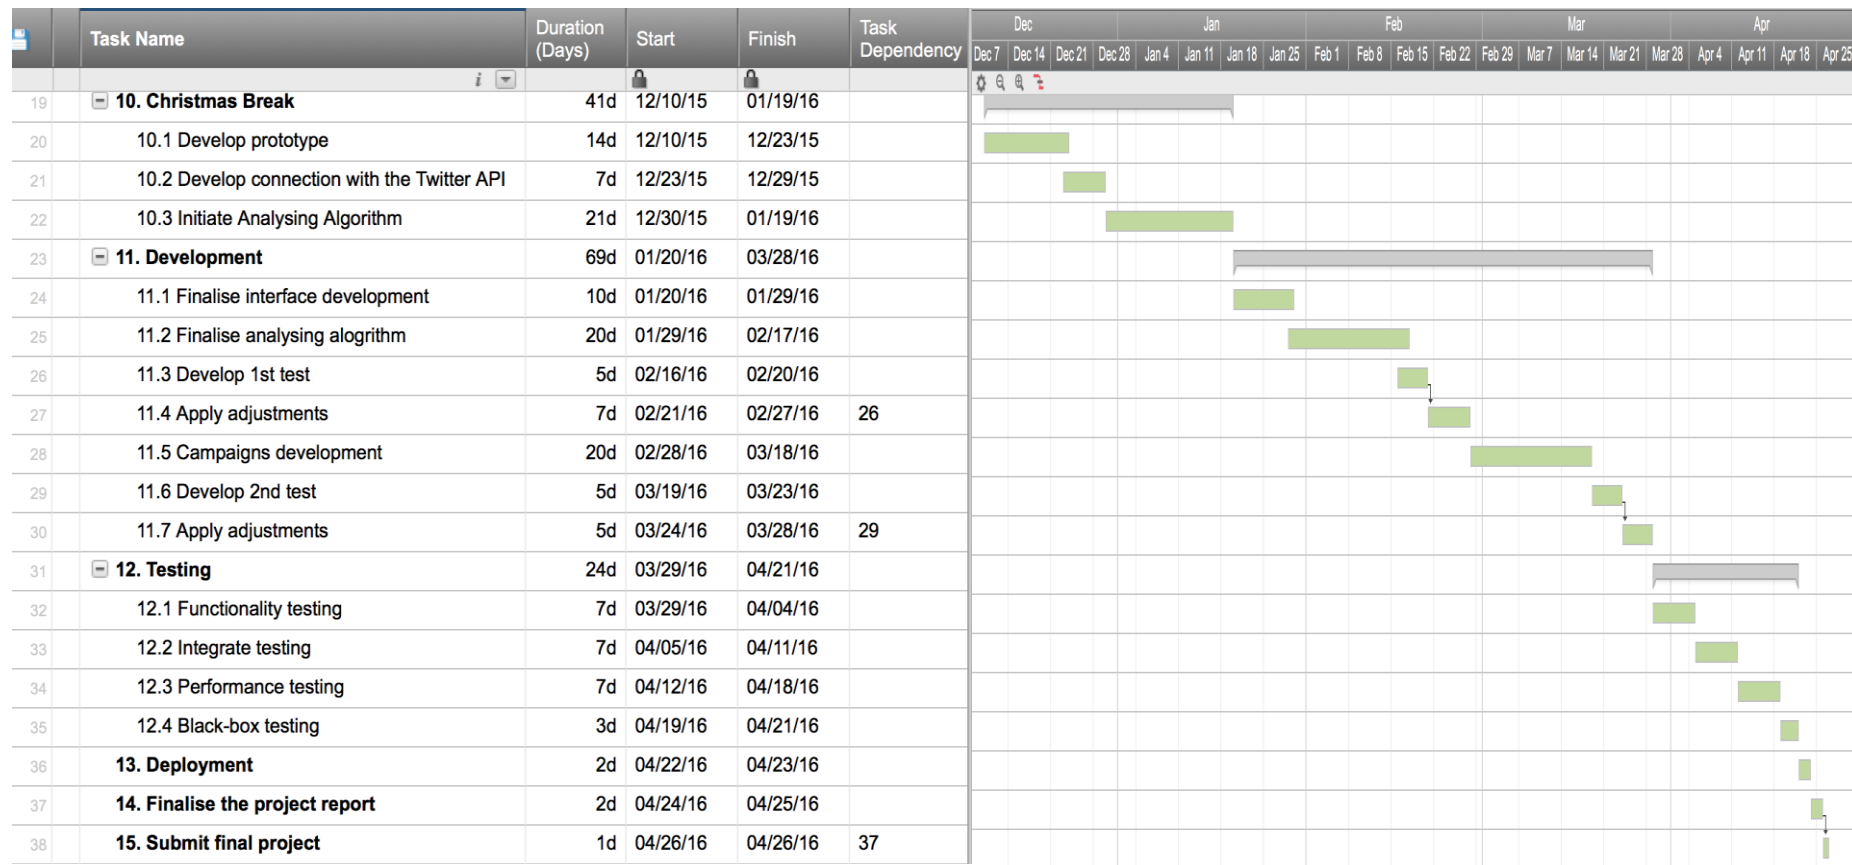 Task Name Duration (Days) Start Finish Task Dependency
Dec Jan Feb Mar Apr
Dec 7 Dec 14 Dec 21 Dec 28 Jan 4 Jan 11 Jan 18 Jan 25 Feb 1 Feb 8 Feb 15 Feb 22 Feb 29 Mar 7 Mar 14 Mar 21 Mar 28 Apr 4 Apr 11 Apr 18 Apr 25
i
19 10. Christmas Break 41d 12/10/15 01/19/16
20 10.1 Develop prototype 14d 12/10/15 12/23/15
21 10.2 Develop connection with the Twitter API 7d 12/23/15 12/29/15
22 10.3 Initiate Analysing Algorithm 21d 12/30/15 01/19/16
23 11. Development 69d 01/20/16 03/28/16
24 11.1 Finalise interface development 10d 01/20/16 01/29/16
25 11.2 Finalise analysing alogrithm 20d 01/29/16 02/17/16
26 11.3 Develop 1st test 5d 02/16/16 02/20/16
27 11.4 Apply adjustments 7d 02/21/16 02/27/16 26
28 11.5 Campaigns development 20d 02/28/16 03/18/16
29 11.6 Develop 2nd test 5d 03/19/16 03/23/16
30 11.7 Apply adjustments 5d 03/24/16 03/28/16 29
31 12. Testing 24d 03/29/16 04/21/16
32 12.1 Functionality testing 7d 03/29/16 04/04/16
33 12.2 Integrate testing 7d 04/05/16 04/11/16
34 12.3 Performance testing 7d 04/12/16 04/18/16
35 12.4 Black-box testing 3d 04/19/16 04/21/16
36 13. Deployment 2d 04/22/16 04/23/16
37 14. Finalise the project report 2d 04/24/16 04/25/16
38 15. Submit final project 1d 04/26/16 04/26/16 37